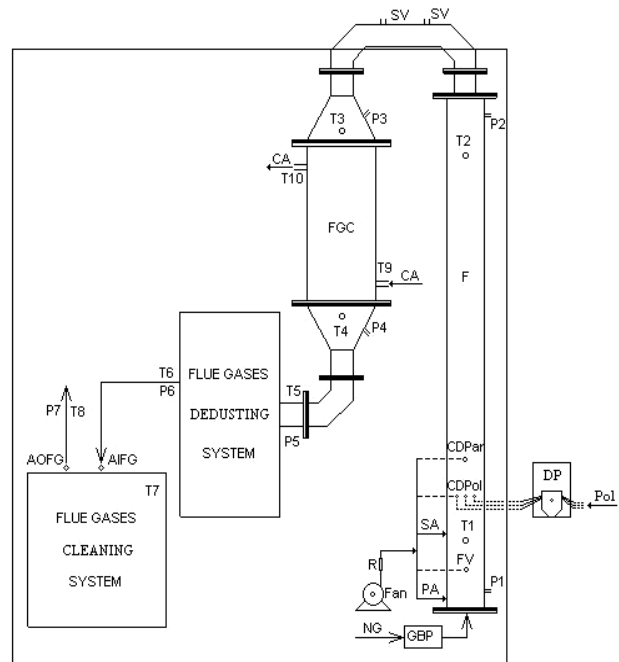 SV SV
T3 P3
P2
T2
CA
T10
FGC
F
T9
CA
T4 P4
T6
P6
FLUE GASES
DEDUSTING
SYSTEM
T5
P5
P7 T8
AOFG AIFG
T7
FLUE GASES
CLEANING
SYSTEM
CDPar
CDPol
DP
Pol
SA
T1
R
FV
Fan
PA
P1
NG
GBP